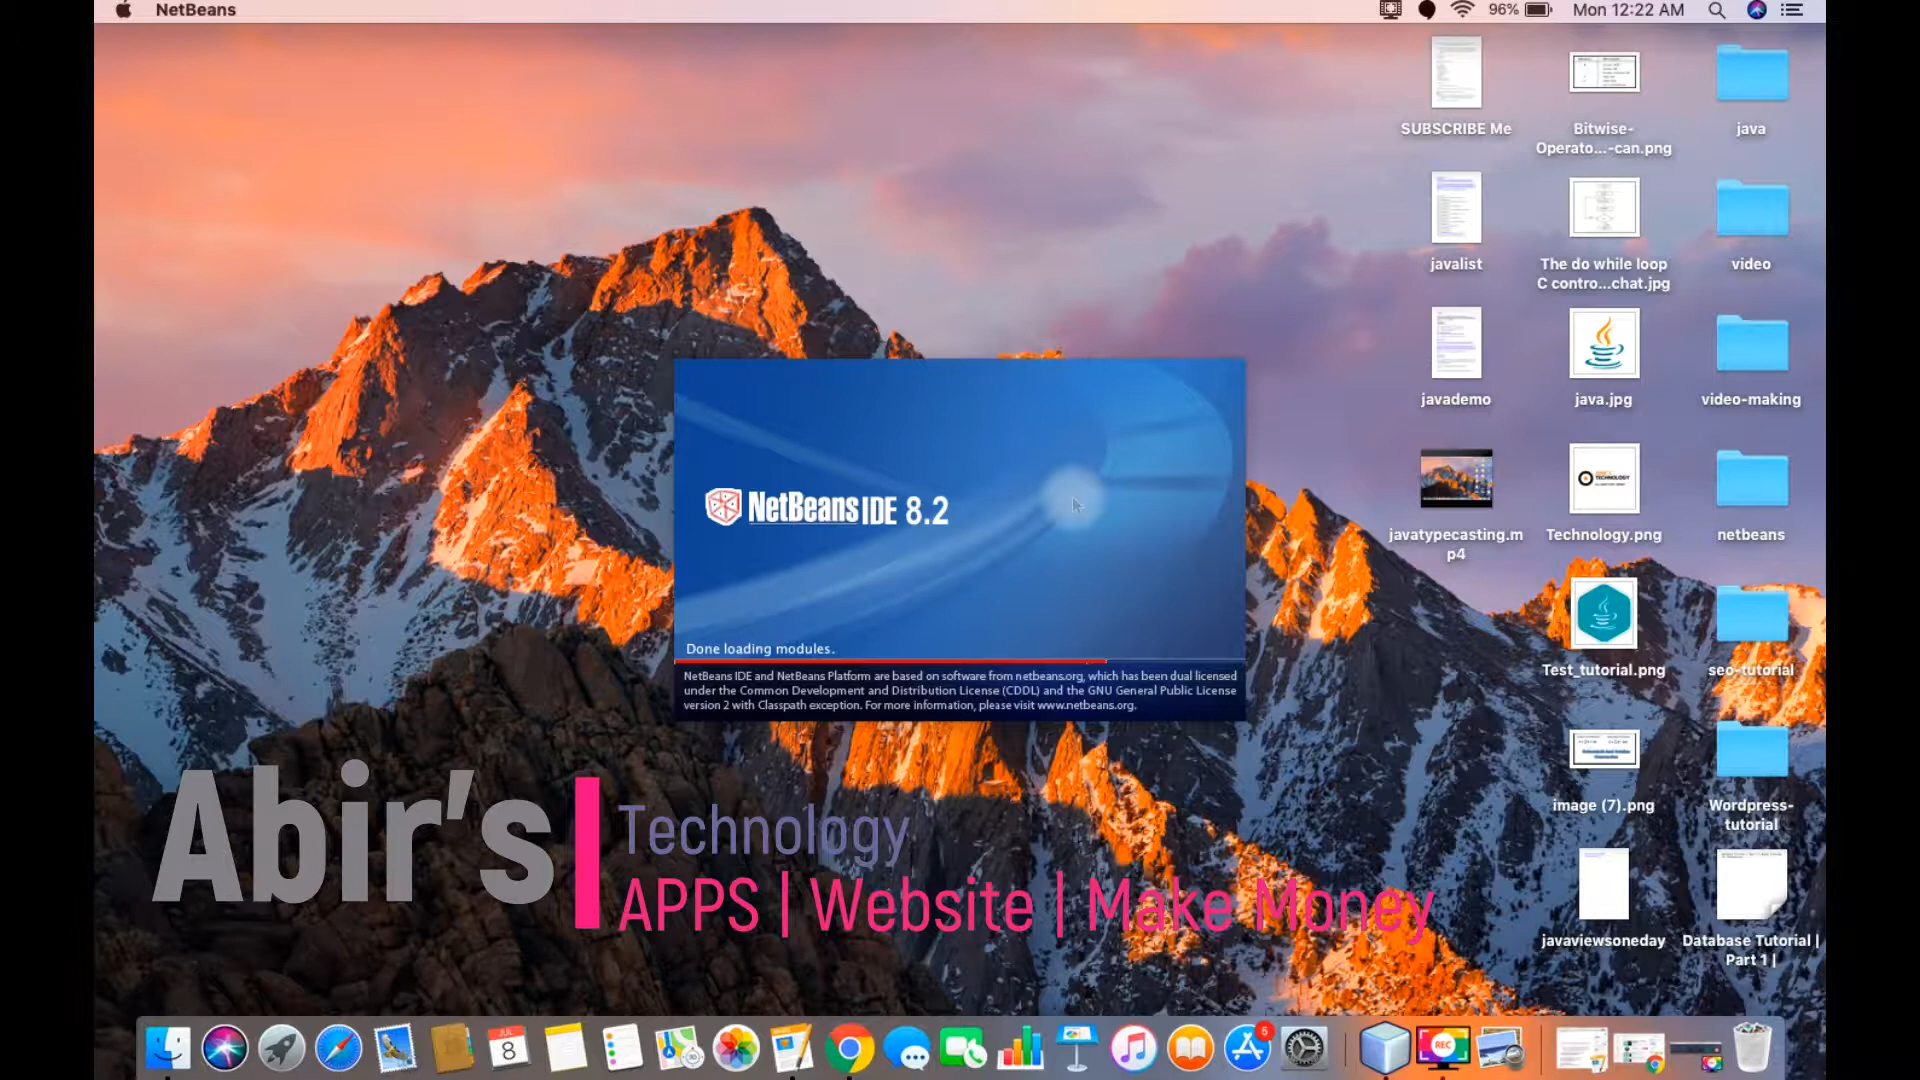 NetBeans
96%
Mon 12:22 AM
SUBSCRIBE Me
Bitwise-
Operato...-can.png
java
javalist
The do while loop
C contro...chat.jpg
video
javademo
java.jpg
video-making
javatypecasting.m
p4
TECHNOLOGY
Technology.png
netbeans
Test_tutorial.png
seo-tutorial
image (7).png
Wordpress-
tutorial
javaviewsoneday
Database Tutorial |
Part 1 |
NetBeans IDE 8.2
Done loading modules.
NetBeans IDE and NetBeans Platform are based on software from netbeans.org, which has been dual licensed
under the Common Development and Distribution License (CDDL) and the GNU General Public License
version 2 with Classpath exception. For more information, please visit www.netbeans.org.
Abir's
Technology
APPS | Website | Make Money
JUL
8
5
REC